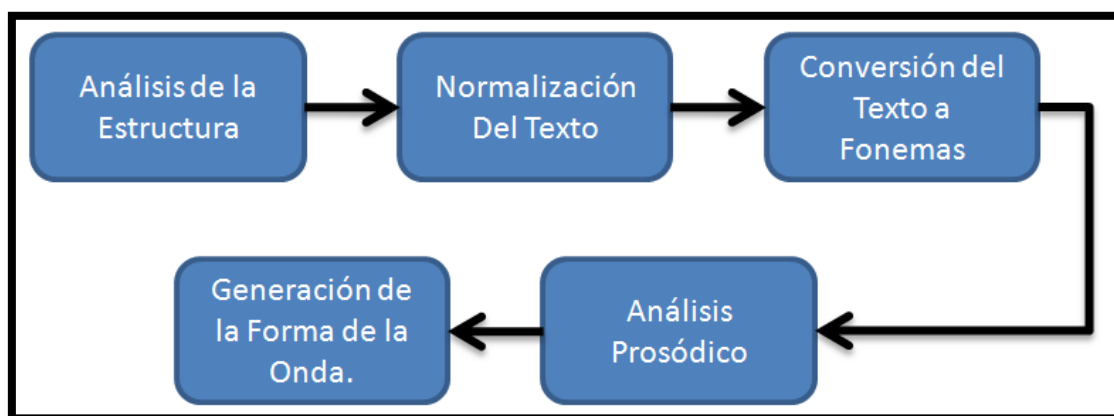 Análisis de la
Estructura
Normalización
Del Texto
Conversión del
Texto a
Fonemas
Análisis
Prosódico
Generación de
la Forma de la
Onda.